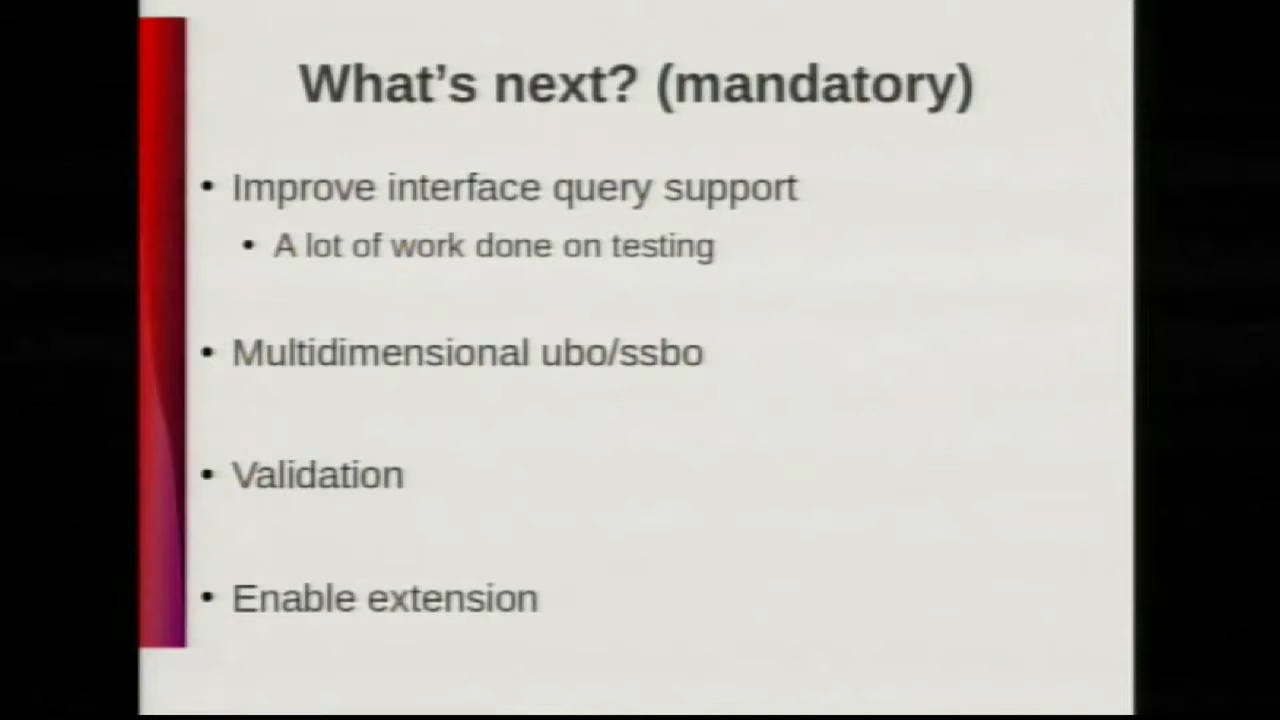 What's next? (mandatory)
• Improve interface query support
• A lot of work done on testing
• Multidimensional ubo/ssbo
• Validation
• Enable extension